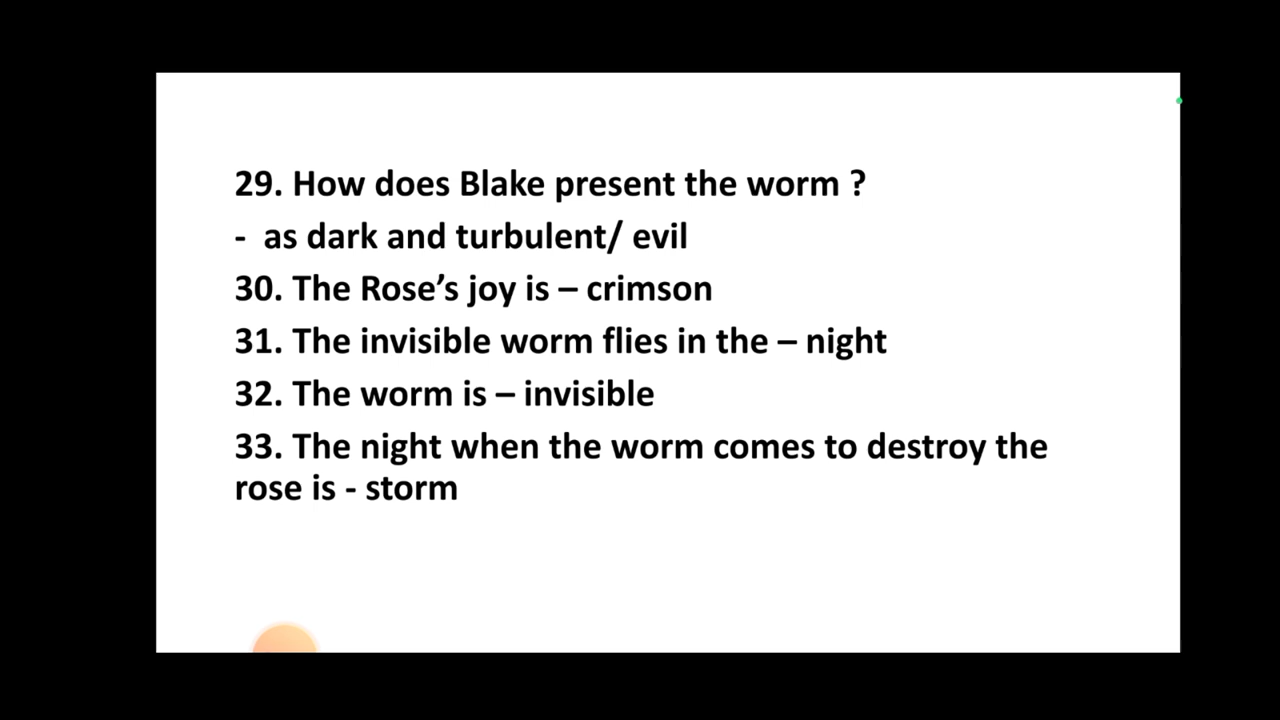 29. How does Blake present the worm ?
-  as dark and turbulent/ evil
30. The Rose’s joy is – crimson
31. The invisible worm flies in the – night
32. The worm is – invisible
33. The night when the worm comes to destroy the
rose is - storm